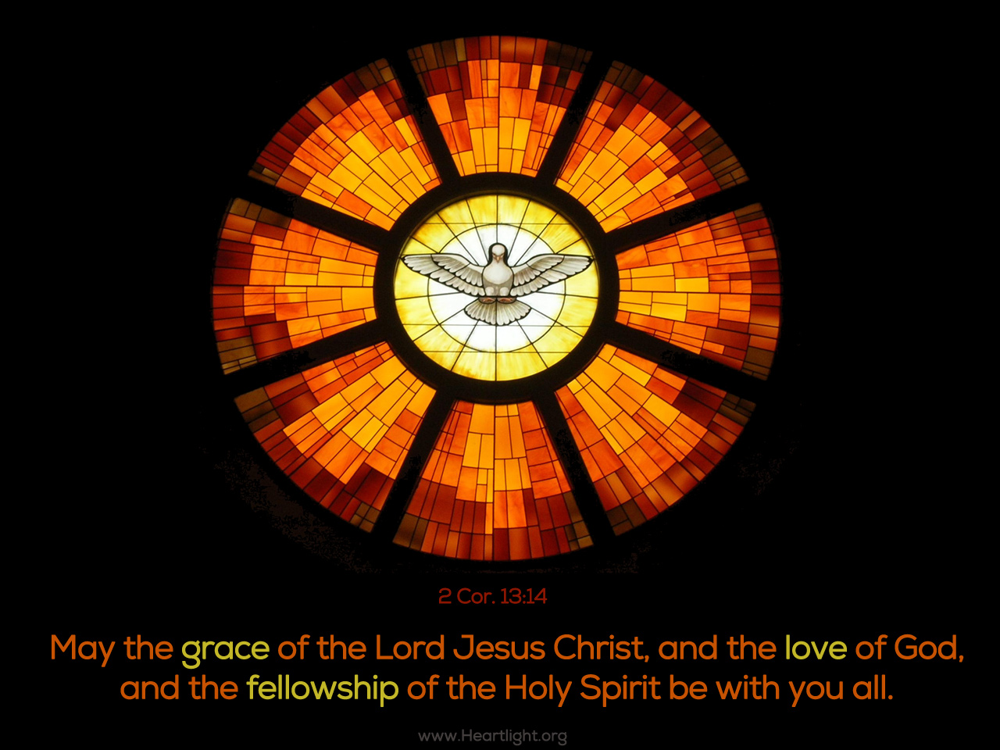 2 Cor. 13:14
May the grace of the Lord Jesus Christ, and the love of God,
and the fellowship of the Holy Spirit be with you all.
www.Heartlight.org